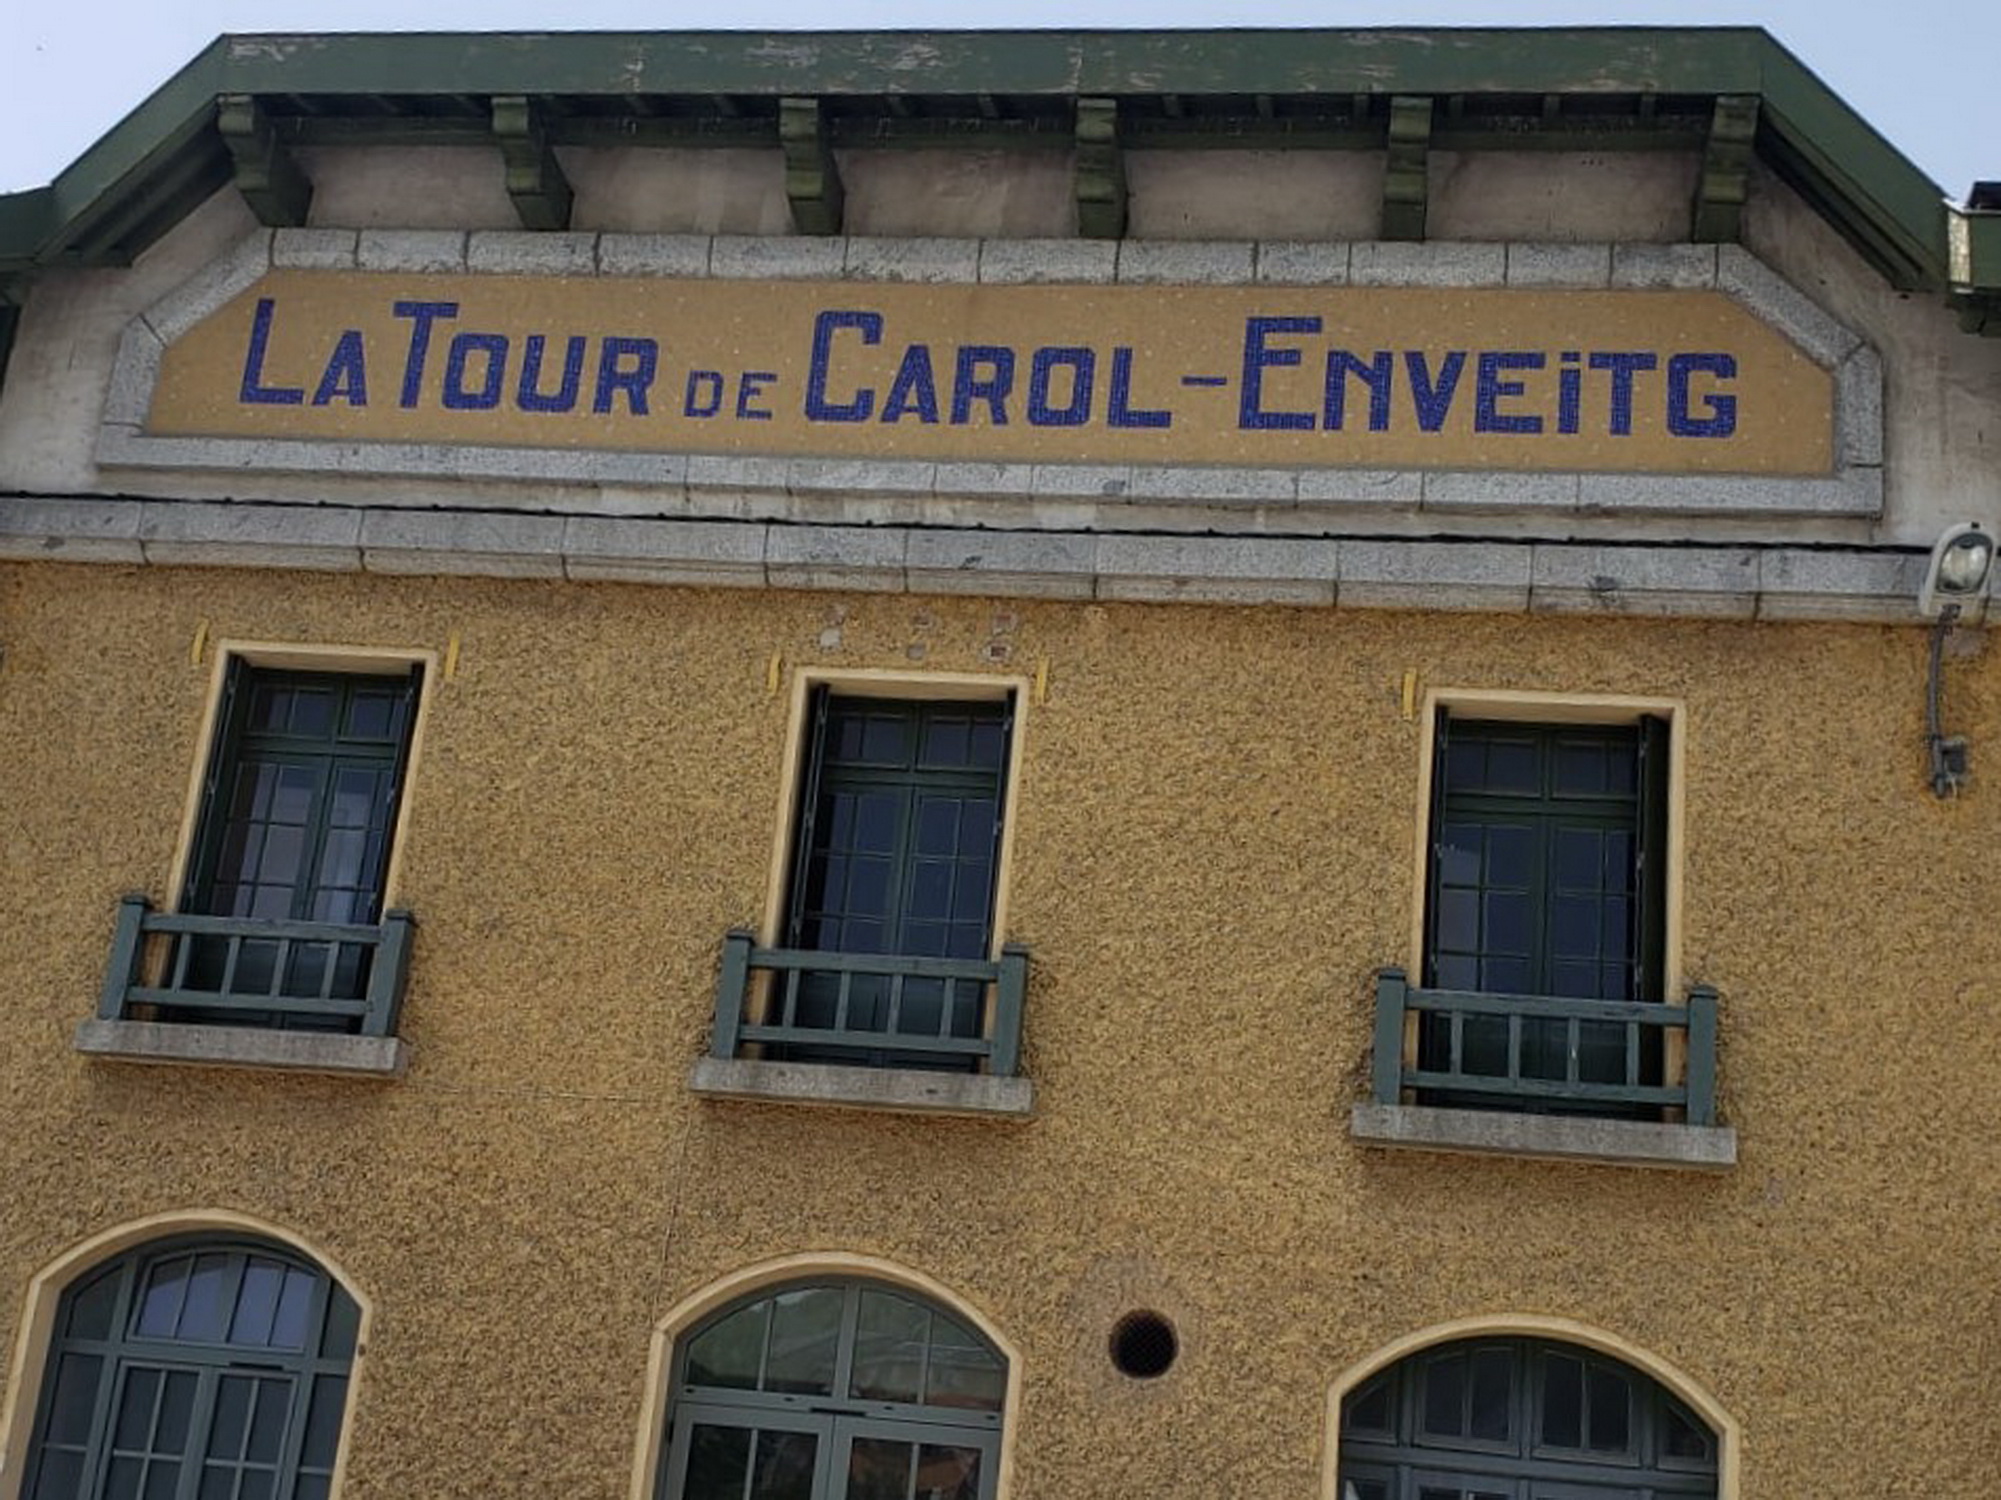 LA TOUR DE CAROL - ENVEiTG